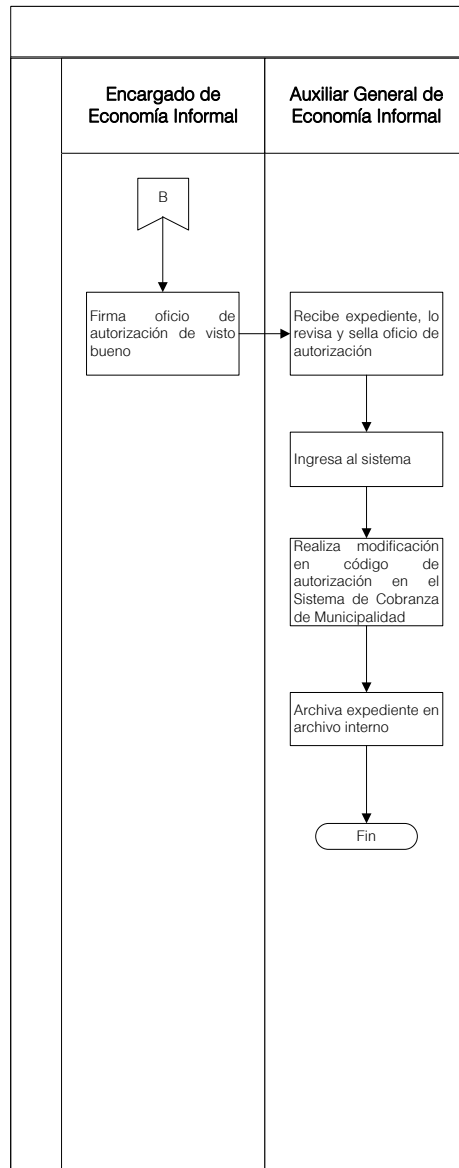 Encargado de
Economía Informal
Auxiliar General de
Economía Informal
B
Firma oficio de
autorización de visto
bueno
Recibe expediente, lo
revisa y sella oficio de
autorización
Ingresa al sistema
Realiza modificación
en código de
autorización en el
Sistema de Cobranza
de Municipalidad
Archiva expediente en
archivo interno
Fin